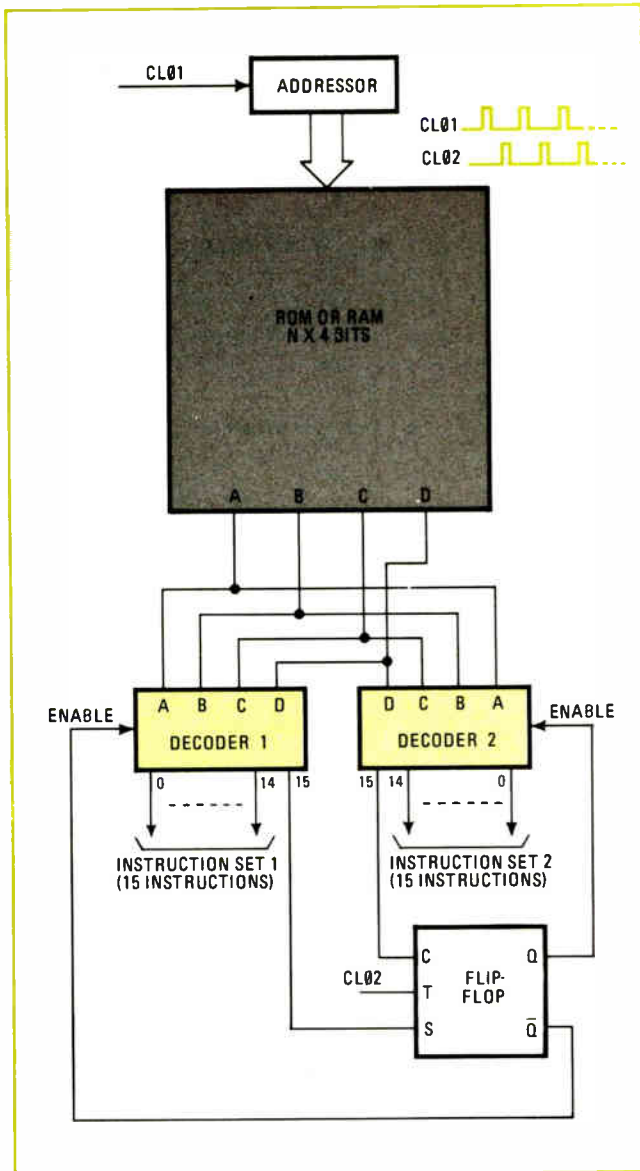 CLØ1
ADDRESSOR
CLØ1
CLØ2
ROM OR RAM
N X 4 BITS
A B C D
A B C D
D C B A
ENABLE
DECODER 1
DECODER 2
ENABLE
0 14 15
15 14 0
INSTRUCTION SET 1
(15 INSTRUCTIONS)
INSTRUCTION SET 2
(15 INSTRUCTIONS)
C Q
CLØ2
T
FLIP-
FLOP
S Q̅